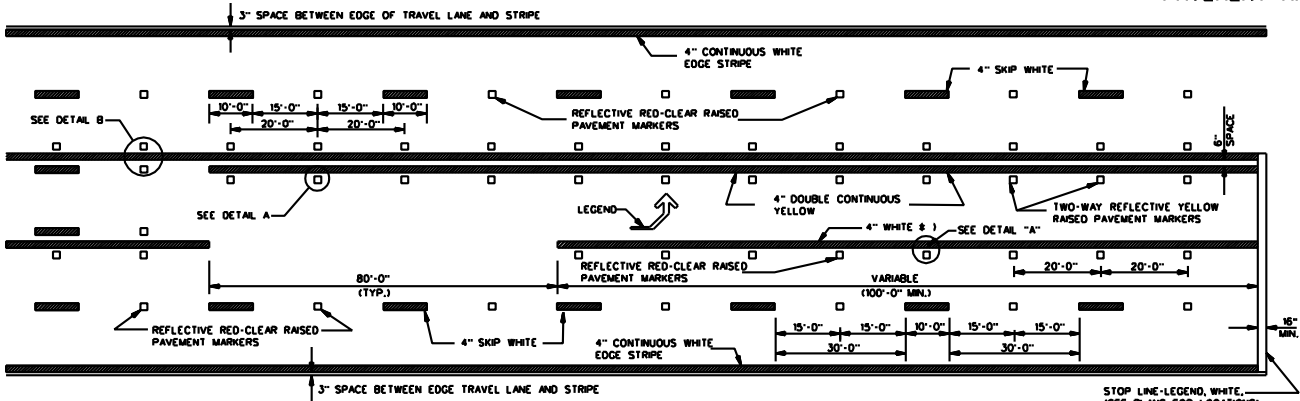 3" SPACE BETWEEN EDGE OF TRAVEL LANE AND STRIPE
4" CONTINUOUS WHITE
EDGE STRIPE
4" SKIP WHITE
10'-0" 15'-0" 15'-0" 10'-0"
REFLECTIVE RED-CLEAR RAISED
PAVEMENT MARKERS
SEE DETAIL B
20'-0" 20'-0"
6"
SPACE
SEE DETAIL A
LEGEND
4" DOUBLE CONTINUOUS
YELLOW
TWO-WAY REFLECTIVE YELLOW
RAISED PAVEMENT MARKERS
4" WHITE
SEE DETAIL "A"
REFLECTIVE RED-CLEAR RAISED
PAVEMENT MARKERS
20'-0" 20'-0"
80'-0"
(TYP.)
VARIABLE
(100'-0" MIN.)
REFLECTIVE RED-CLEAR RAISED
PAVEMENT MARKERS
4" SKIP WHITE
4" CONTINUOUS WHITE
EDGE STRIPE
15'-0" 15'-0" 10'-0" 15'-0" 15'-0"
30'-0" 30'-0"
16"
MIN.
3" SPACE BETWEEN EDGE TRAVEL LANE AND STRIPE
STOP LINE-LEGEND, WHITE,